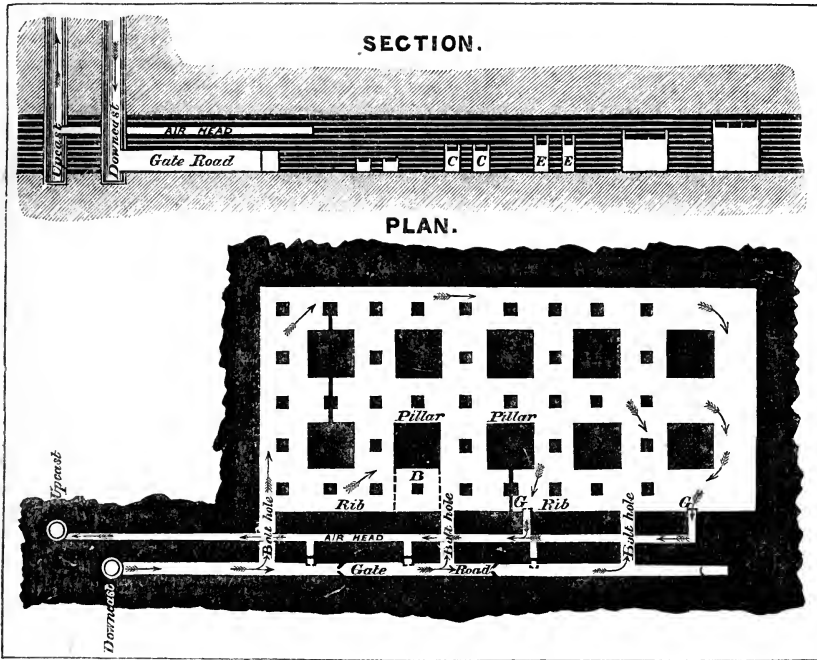 SECTION.
Upcast
Downcast
AIR HEAD
Gate Road
C C E E
PLAN.
Pillar Pillar
B
Rib G Rib G
Upcast
Bolt hole
Bolt hole
Bolt hole
AIR HEAD
Gate Road
Downcast